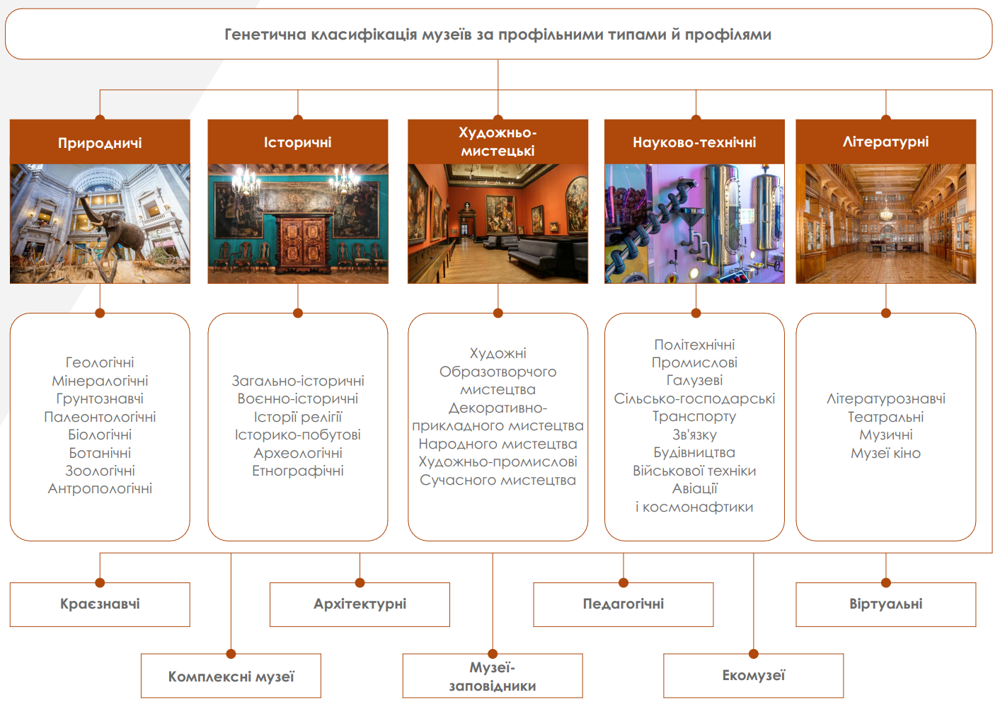 Генетична класифікація музеїв за профільними типами й профілями
Природничі
Історичні
Художньо-
мистецькі
Науково-технічні
Літературні
Геологічні
Мінералогічні
Грунтознавчі
Палеонтологічні
Біологічні
Ботанічні
Зоологічні
Антропологічні
Загально-історичні
Воєнно-історичні
Історії релігії
Історико-побутові
Археологічні
Етнографічні
Художні
Образотворчого
мистецтва
Декоративно-
прикладного мистецтва
Народного мистецтва
Художньо-промислові
Сучасного мистецтва
Політехнічні
Промислові
Галузеві
Сільсько-господарські
Транспорту
Зв'язку
Будівництва
Військової техніки
Авіації
і космонафтики
Літературознавчі
Театральні
Музичні
Музеї кіно
Краєзнавчі
Архітектурні
Педагогічні
Віртуальні
Комплексні музеї
Музеї-
заповідники
Екомузеї